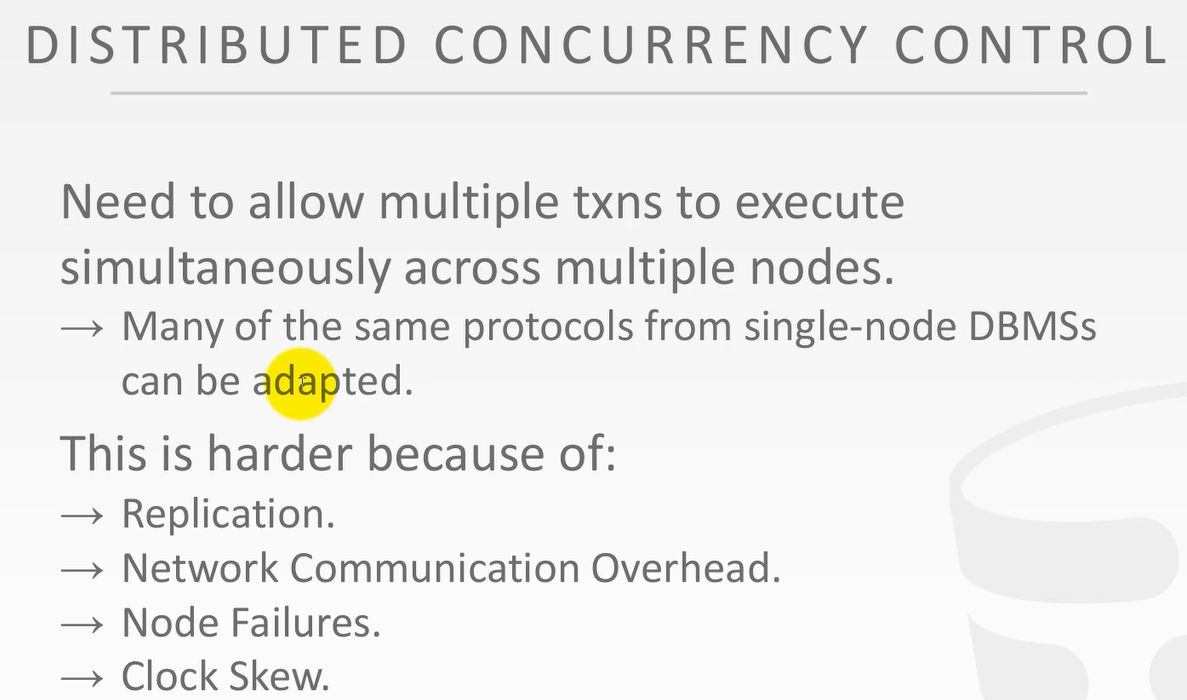 DISTRIBUTED CONCURRENCY CONTROL
Need to allow multiple txns to execute
simultaneously across multiple nodes.
→ Many of the same protocols from single-node DBMSs
can be adapted.
This is harder because of:
→ Replication.
→ Network Communication Overhead.
→ Node Failures.
→ Clock Skew.